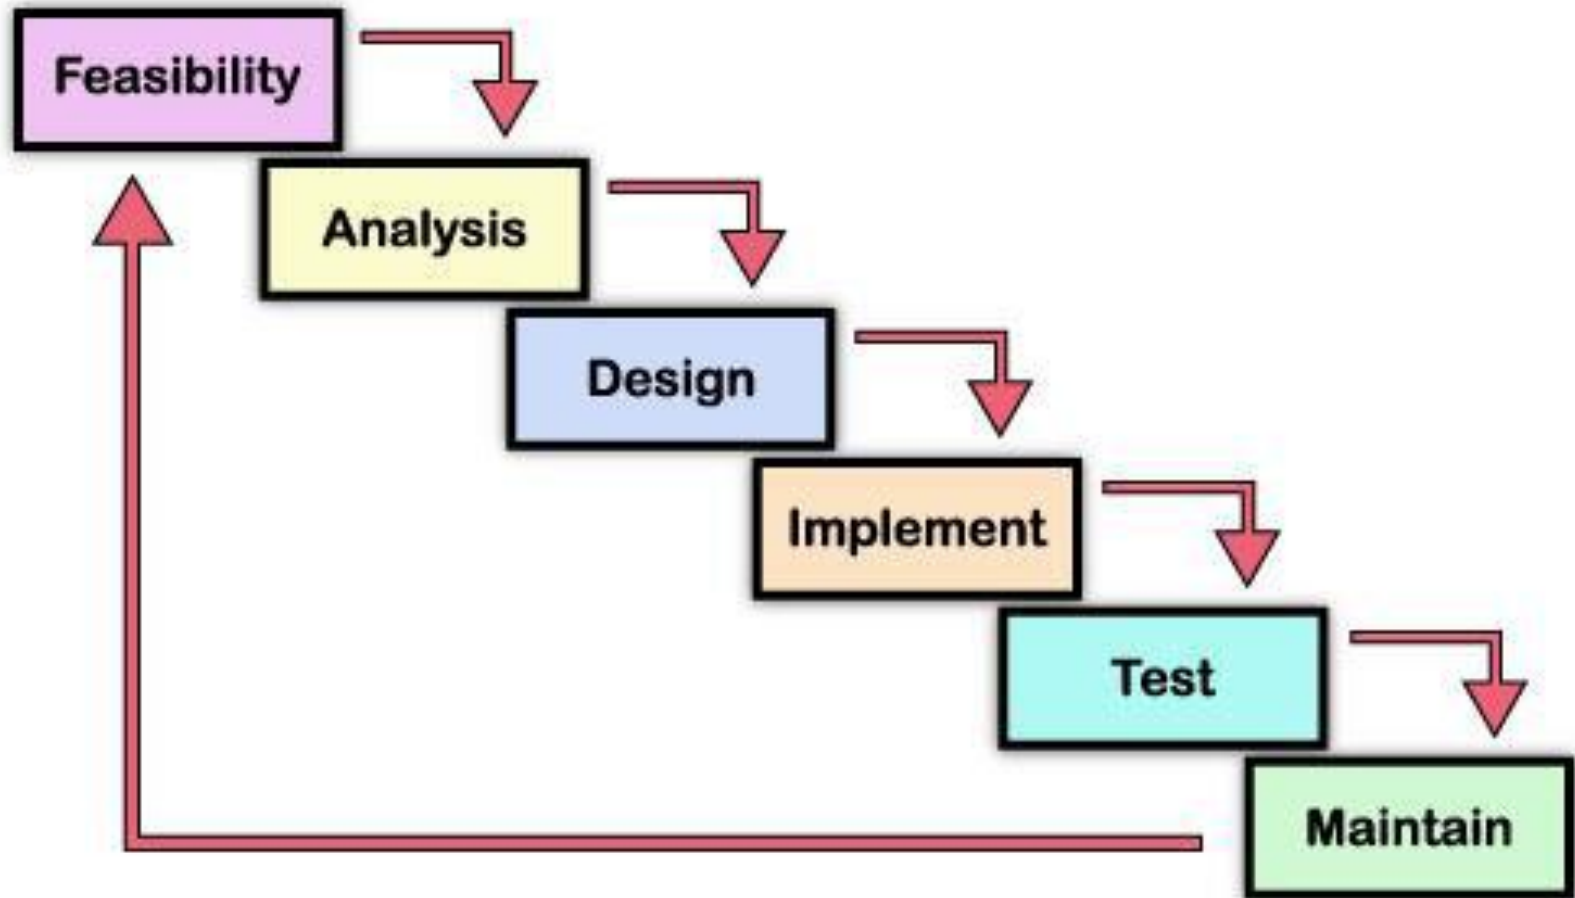 Feasibility
Analysis
Design
Implement
Test
Maintain